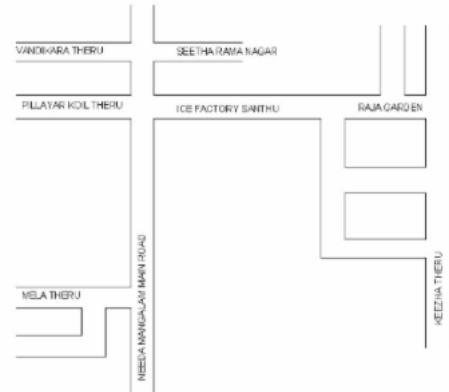 VANDIKARA THERU
SEETHA RAMA NAGAR
PILLAYAR KOIL THERU
ICE FACTORY SANTHU
RAJA GARDEN
MELA THERU
NEEDA MANGALAM MAIN ROAD
KEEZHA THERU